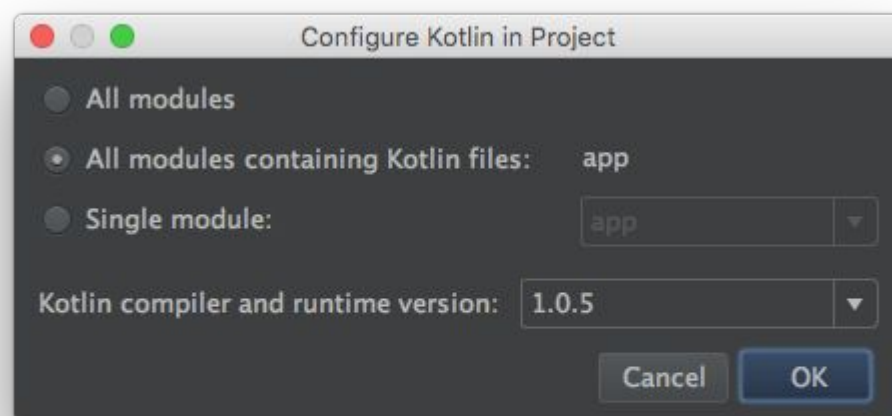 Configure Kotlin in Project
All modules
All modules containing Kotlin files: app
Single module: app
Kotlin compiler and runtime version: 1.0.5
Cancel OK